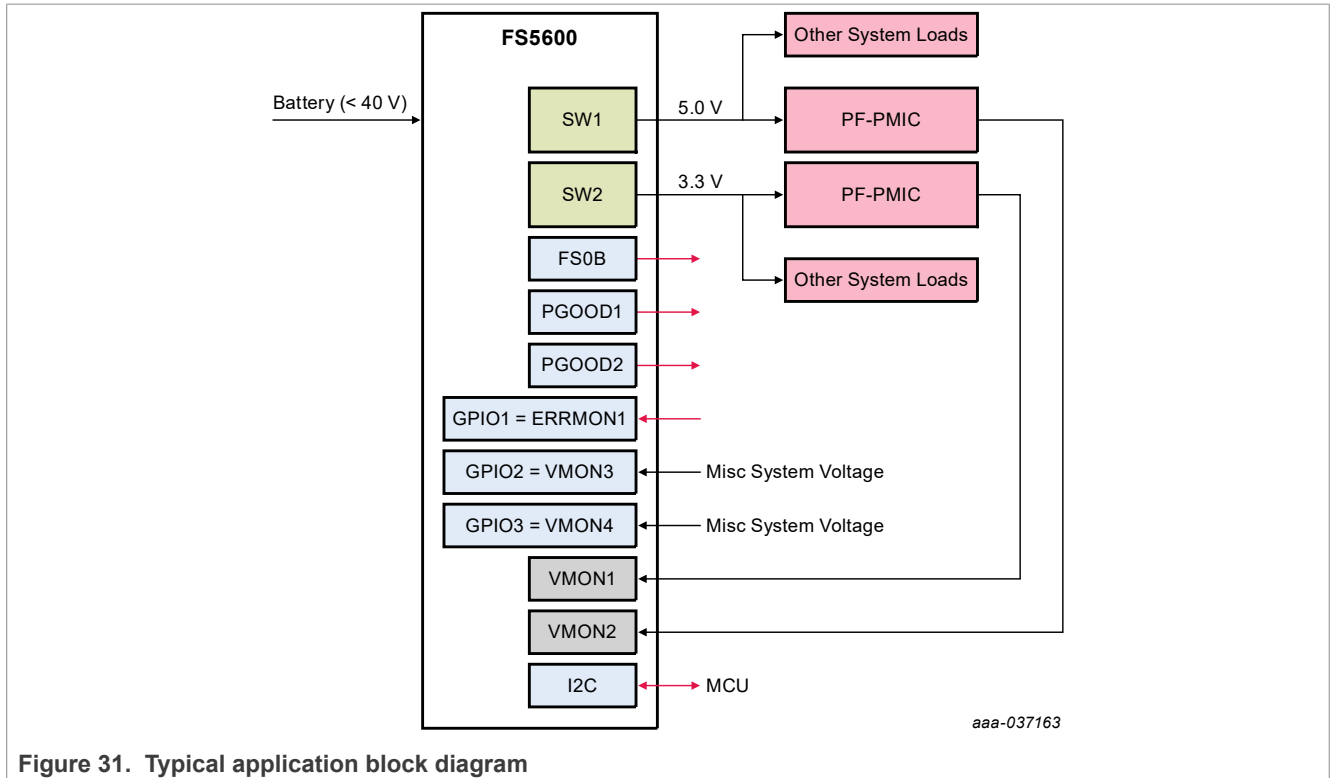 FS5600
Other System Loads
Battery (< 40 V)
SW1
5.0 V
PF-PMIC
SW2
3.3 V
PF-PMIC
FS0B
Other System Loads
PGOOD1
PGOOD2
GPIO1 = ERRMON1
GPIO2 = VMON3
Misc System Voltage
GPIO3 = VMON4
Misc System Voltage
VMON1
VMON2
I2C
MCU
aaa-037163
Figure 31. Typical application block diagram